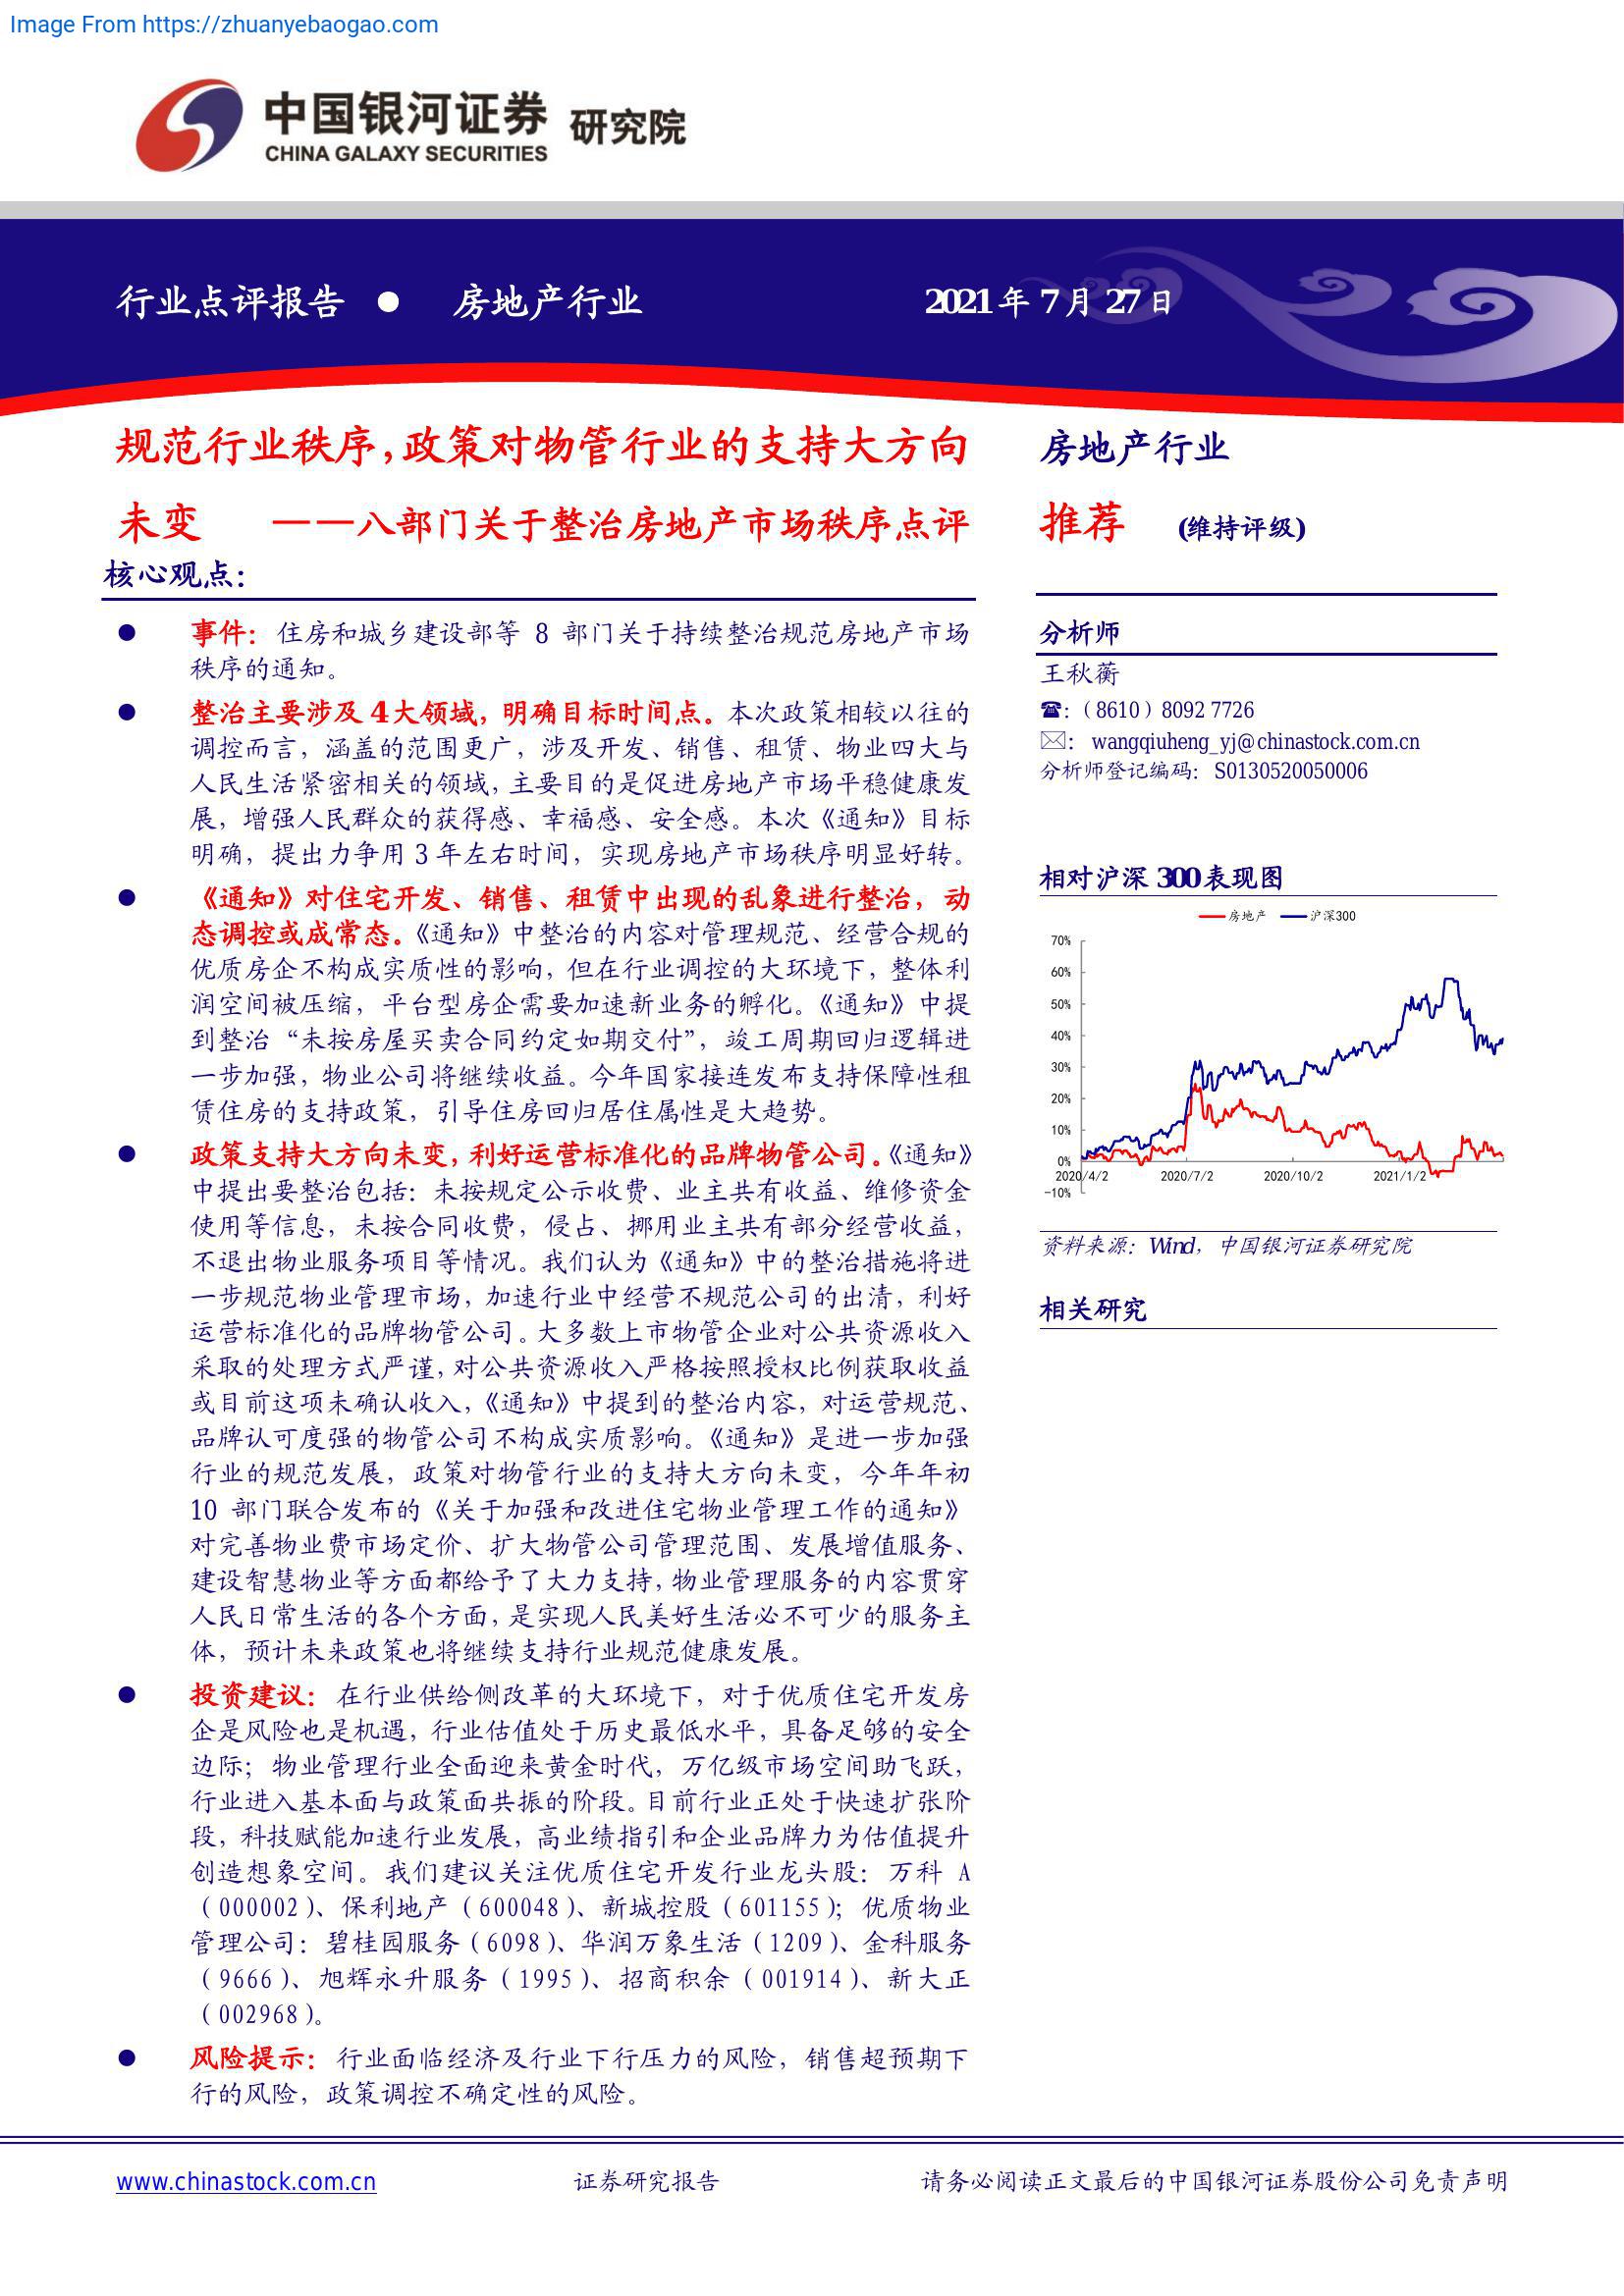 Image From https://zhuanyebaogao.com
中国银河证券 研究院
CHINA GALAXY SECURITIES
行业点评报告 ● 房地产行业 2021年7月27日
规范行业秩序,政策对物管行业的支持大方向
未变 ——八部门关于整治房地产市场秩序点评
核心观点:
● 事件:住房和城乡建设部等 8 部门关于持续整治规范房地产市场
秩序的通知。
● 整治主要涉及 4 大领域,明确目标时间点。本次政策相较以往的
调控而言,涵盖的范围更广,涉及开发、销售、租赁、物业四大与
人民生活紧密相关的领域,主要目的是促进房地产市场平稳健康发
展,增强人民群众的获得感、幸福感、安全感。本次《通知》目标
明确,提出力争用 3 年左右时间,实现房地产市场秩序明显好转。
● 《通知》对住宅开发、销售、租赁中出现的乱象进行整治,动
态调控或成常态。《通知》中整治的内容对管理规范、经营合规的
优质房企不构成实质性的影响,但在行业调控的大环境下,整体利
润空间被压缩,平台型房企需要加速新业务的孵化。《通知》中提
到整治“未按房屋买卖合同约定如期交付”,竣工周期回归逻辑进
一步加强,物业公司将继续收益。今年国家接连发布支持保障性租
赁住房的支持政策,引导住房回归居住属性是大趋势。
● 政策支持大方向未变,利好运营标准化的品牌物管公司。《通知》
中提出要整治包括:未按规定公示收费、业主共有收益、维修资金
使用等信息,未按合同收费,侵占、挪用业主共有部分经营收益,
不退出物业服务项目等情况。我们认为《通知》中的整治措施将进
一步规范物业管理市场,加速行业中经营不规范公司的出清,利好
运营标准化的品牌物管公司。大多数上市物管企业对公共资源收入
采取的处理方式严谨,对公共资源收入严格按照授权比例获取收益
或目前这项未确认收入,《通知》中提到的整治内容,对运营规范、
品牌认可度强的物管公司不构成实质影响。《通知》是进一步加强
行业的规范发展,政策对物管行业的支持大方向未变,今年年初
10 部门联合发布的《关于加强和改进住宅物业管理工作的通知》
对完善物业费市场定价、扩大物管公司管理范围、发展增值服务、
建设智慧物业等方面都给予了大力支持,物业管理服务的内容贯穿
人民日常生活的各个方面,是实现人民美好生活必不可少的服务主
体,预计未来政策也将继续支持行业规范健康发展。
● 投资建议:在行业供给侧改革的大环境下,对于优质住宅开发房
企是风险也是机遇,行业估值处于历史最低水平,具备足够的安全
边际;物业管理行业全面迎来黄金时代,万亿级市场空间助飞跃,
行业进入基本面与政策面共振的阶段。目前行业正处于快速扩张阶
段,科技赋能加速行业发展,高业绩指引和企业品牌力为估值提升
创造想象空间。我们建议关注优质住宅开发行业龙头股:万科 A
(000002)、保利地产(600048)、新城控股(601155);优质物业
管理公司:碧桂园服务(6098)、华润万象生活(1209)、金科服务
(9666)、旭辉永升服务(1995)、招商积余(001914)、新大正
(002968)。
● 风险提示:行业面临经济及行业下行压力的风险,销售超预期下
行的风险,政策调控不确定性的风险。
房地产行业
推荐 (维持评级)
分析师
王秋蘅
☎:(8610)8092 7726
✉: wangqiuheng_yj@chinastock.com.cn
分析师登记编码:S0130520050006
相对沪深 300 表现图
房地产 沪深300
70%
60%
50%
40%
30%
20%
10%
0%
2020/4/2 2020/7/2 2020/10/2 2021/1/2
-10%
资料来源:Wind,中国银河证券研究院
相关研究
www.chinastock.com.cn 证券研究报告 请务必阅读正文最后的中国银河证券股份公司免责声明